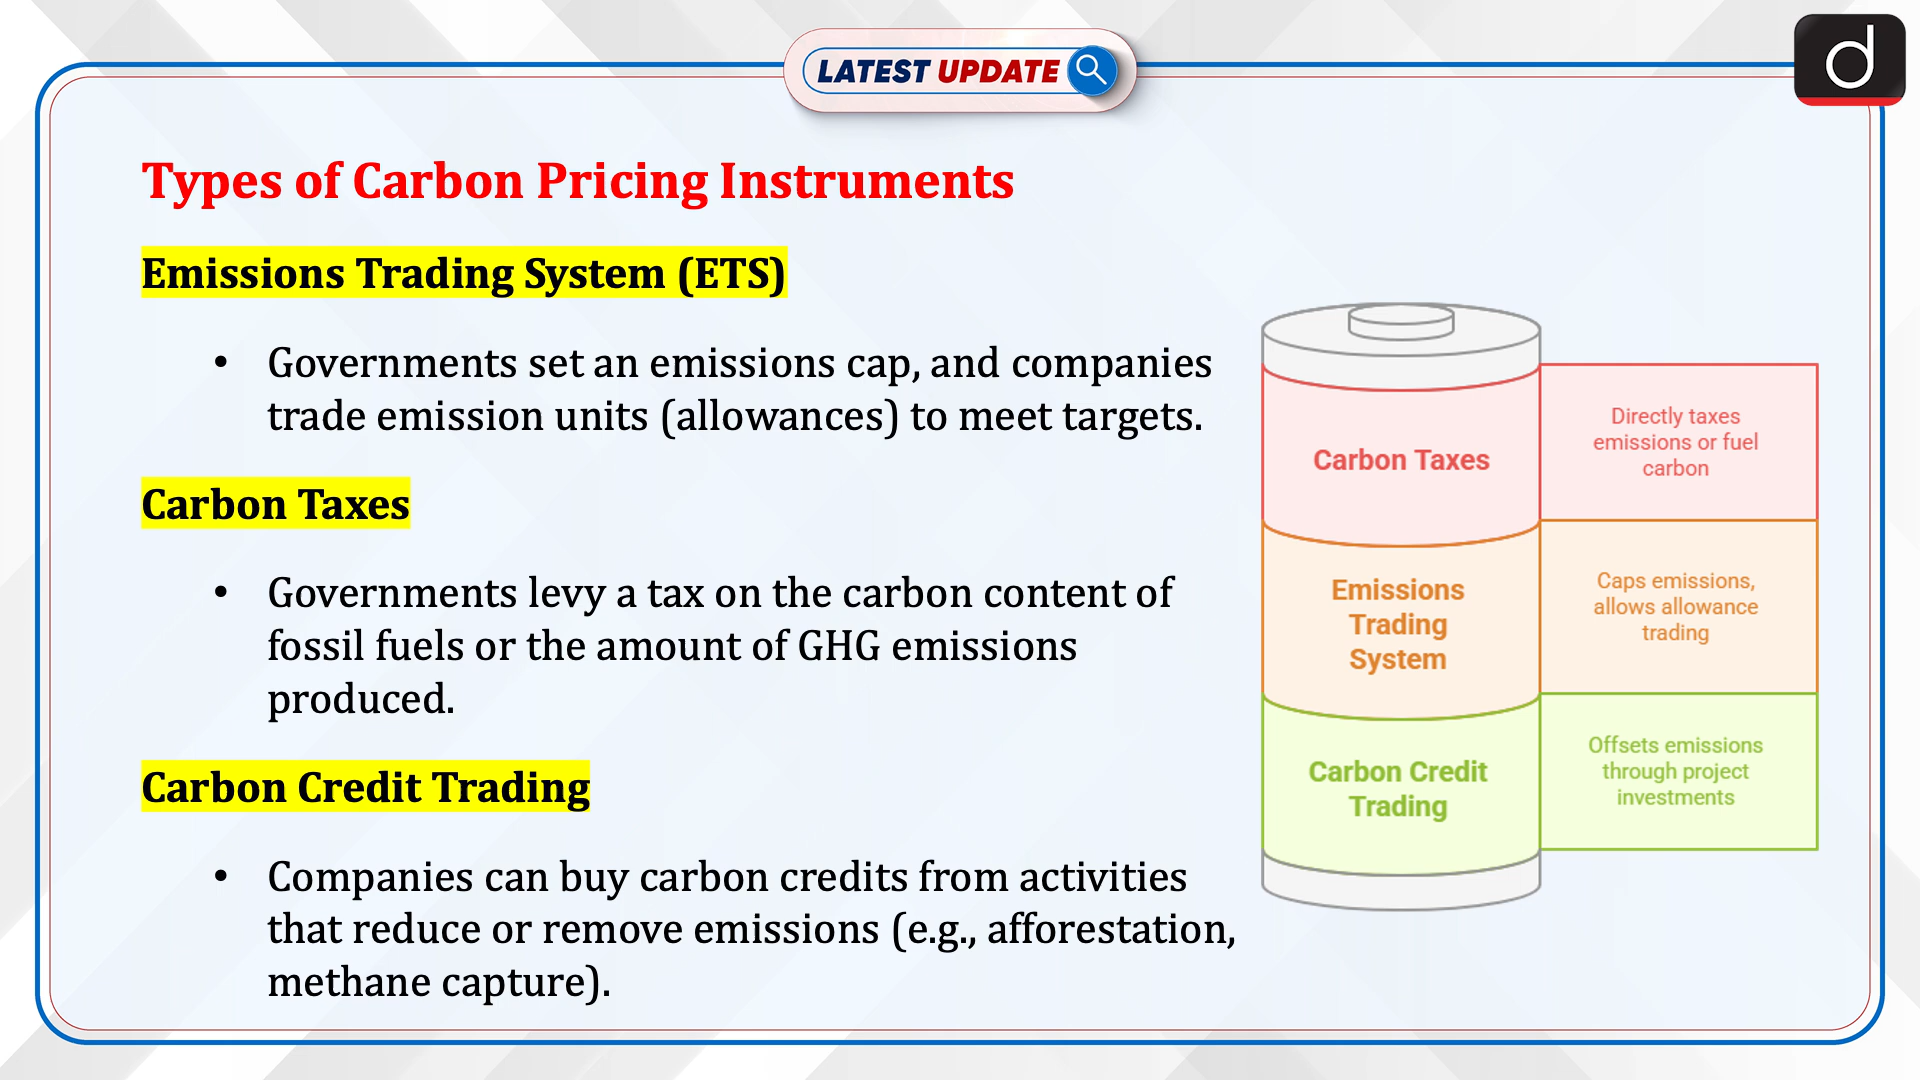 LATEST UPDATE
d
Types of Carbon Pricing Instruments
Emissions Trading System (ETS)
• Governments set an emissions cap, and companies
trade emission units (allowances) to meet targets.
Carbon Taxes
• Governments levy a tax on the carbon content of
fossil fuels or the amount of GHG emissions
produced.
Carbon Credit Trading
• Companies can buy carbon credits from activities
that reduce or remove emissions (e.g., afforestation,
methane capture).
Carbon Taxes
Directly taxes
emissions or fuel
carbon
Emissions
Trading
System
Caps emissions,
allows allowance
trading
Carbon Credit
Trading
Offsets emissions
through project
investments